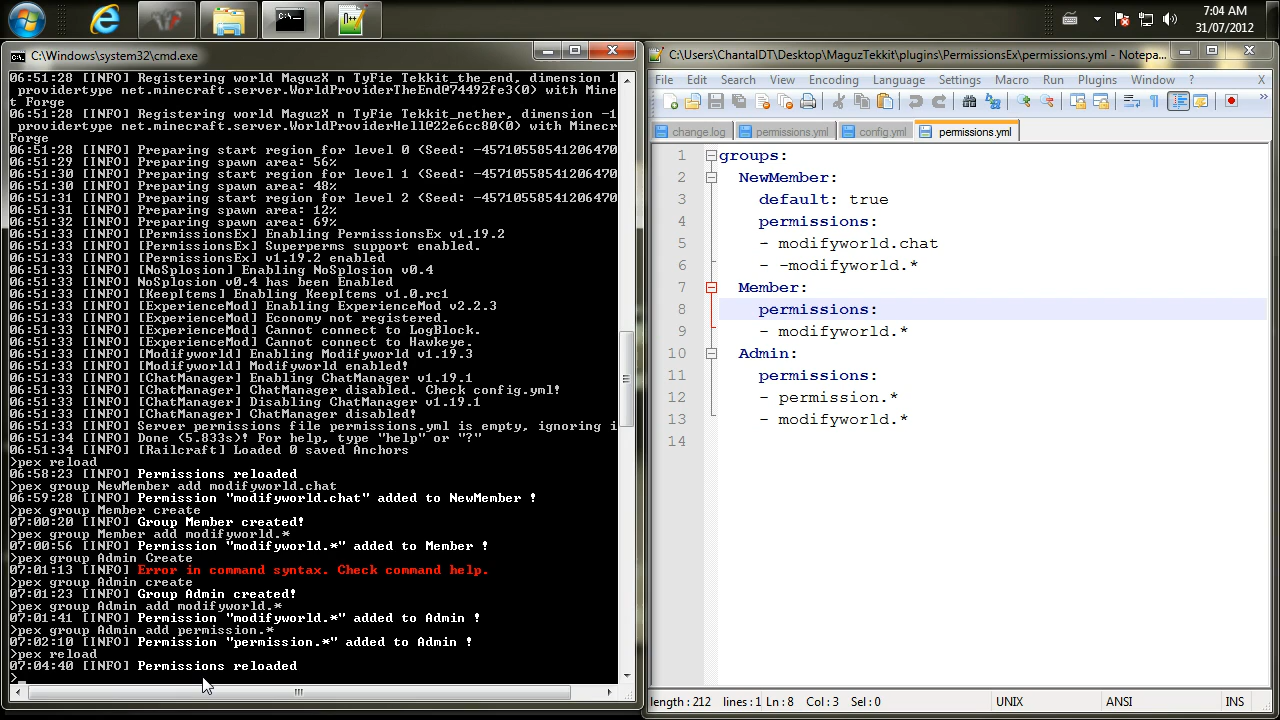 7:04 AM
31/07/2012
C:\Windows\system32\cmd.exe
06:51:28 [INFO] Registering world MaguzX n TyFie Tekkit_the_end, dimension 1
providertype net.minecraft.server.WorldProviderTheEnd@74492fe3(0) with Mine
t Forge
06:51:28 [INFO] Registering world MaguzX n TyFie Tekkit_nether, dimension -1
providertype net.minecraft.server.WorldProviderHell@22e6cc80(0) with Minecr
Forge
06:51:28 [INFO] Preparing start region for level 0 (Seed: -45710558541206470
06:51:29 [INFO] Preparing spawn area: 56%
06:51:30 [INFO] Preparing start region for level 1 (Seed: -45710558541206470
06:51:30 [INFO] Preparing spawn area: 48%
06:51:31 [INFO] Preparing start region for level 2 (Seed: -45710558541206470
06:51:31 [INFO] Preparing spawn area: 12%
06:51:32 [INFO] Preparing spawn area: 69%
06:51:33 [INFO] [PermissionsEx] Enabling PermissionsEx v1.19.2
06:51:33 [INFO] [PermissionsEx] Superperms support enabled.
06:51:33 [INFO] [PermissionsEx] v1.19.2 enabled
06:51:33 [INFO] [NoSplosion] Enabling NoSplosion v0.4
06:51:33 [INFO] NoSplosion v0.4 has been Enabled
06:51:33 [INFO] [KeepItems] Enabling KeepItems v1.0.rc1
06:51:33 [INFO] [ExperienceMod] Enabling ExperienceMod v2.2.3
06:51:33 [INFO] [ExperienceMod] Economy not registered.
06:51:33 [INFO] [ExperienceMod] Cannot connect to LogBlock.
06:51:33 [INFO] [ExperienceMod] Cannot connect to Hawkeye.
06:51:33 [INFO] [Modifyworld] Enabling Modifyworld v1.19.3
06:51:33 [INFO] [Modifyworld] Modifyworld enabled!
06:51:33 [INFO] [ChatManager] Enabling ChatManager v1.19.1
06:51:33 [INFO] [ChatManager] ChatManager disabled. Check config.yml!
06:51:33 [INFO] [ChatManager] Disabling ChatManager v1.19.1
06:51:33 [INFO] [ChatManager] ChatManager disabled!
06:51:33 [INFO] Server permissions file permissions.yml is empty, ignoring i
06:51:34 [INFO] Done (5.833s)! For help, type "help" or "?"
06:51:34 [INFO] [Railcraft] Loaded 0 saved Anchors
>pex reload
06:58:23 [INFO] Permissions reloaded
>pex group NewMember add modifyworld.chat
06:59:28 [INFO] Permission "modifyworld.chat" added to NewMember !
>pex group Member create
07:00:20 [INFO] Group Member created!
>pex group Member add modifyworld.*
07:00:56 [INFO] Permission "modifyworld.*" added to Member !
>pex group Admin Create
07:01:13 [INFO] Error in command syntax. Check command help.
>pex group Admin create
07:01:23 [INFO] Group Admin created!
>pex group Admin add modifyworld.*
07:01:41 [INFO] Permission "modifyworld.*" added to Admin !
>pex group Admin add permission.*
07:02:10 [INFO] Permission "permission.*" added to Admin !
>pex reload
07:04:40 [INFO] Permissions reloaded
>
C:\Users\ChantalDT\Desktop\MaguzTekkit\plugins\PermissionsEx\permissions.yml - Notepa...
File Edit Search View Encoding Language Settings Macro Run Plugins Window ?
change.log permissions.yml config.yml permissions.yml
1 groups:
2 NewMember:
3 default: true
4 permissions:
5 - modifyworld.chat
6 - -modifyworld.*
7 Member:
8 permissions:
9 - modifyworld.*
10 Admin:
11 permissions:
12 - permission.*
13 - modifyworld.*
14
length : 212 lines : 1 Ln : 8 Col : 3 Sel : 0 UNIX ANSI INS